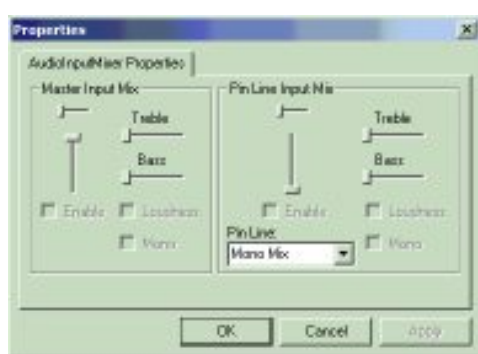 Properties
AudioInputMixer Properties
Master Input Mix
Treble
Bass
Enable
Loudness
Mono
Pin Line Input Mix
Treble
Bass
Enable
Loudness
Pin Line:
Mono Mix
Mono
OK
Cancel
Apply